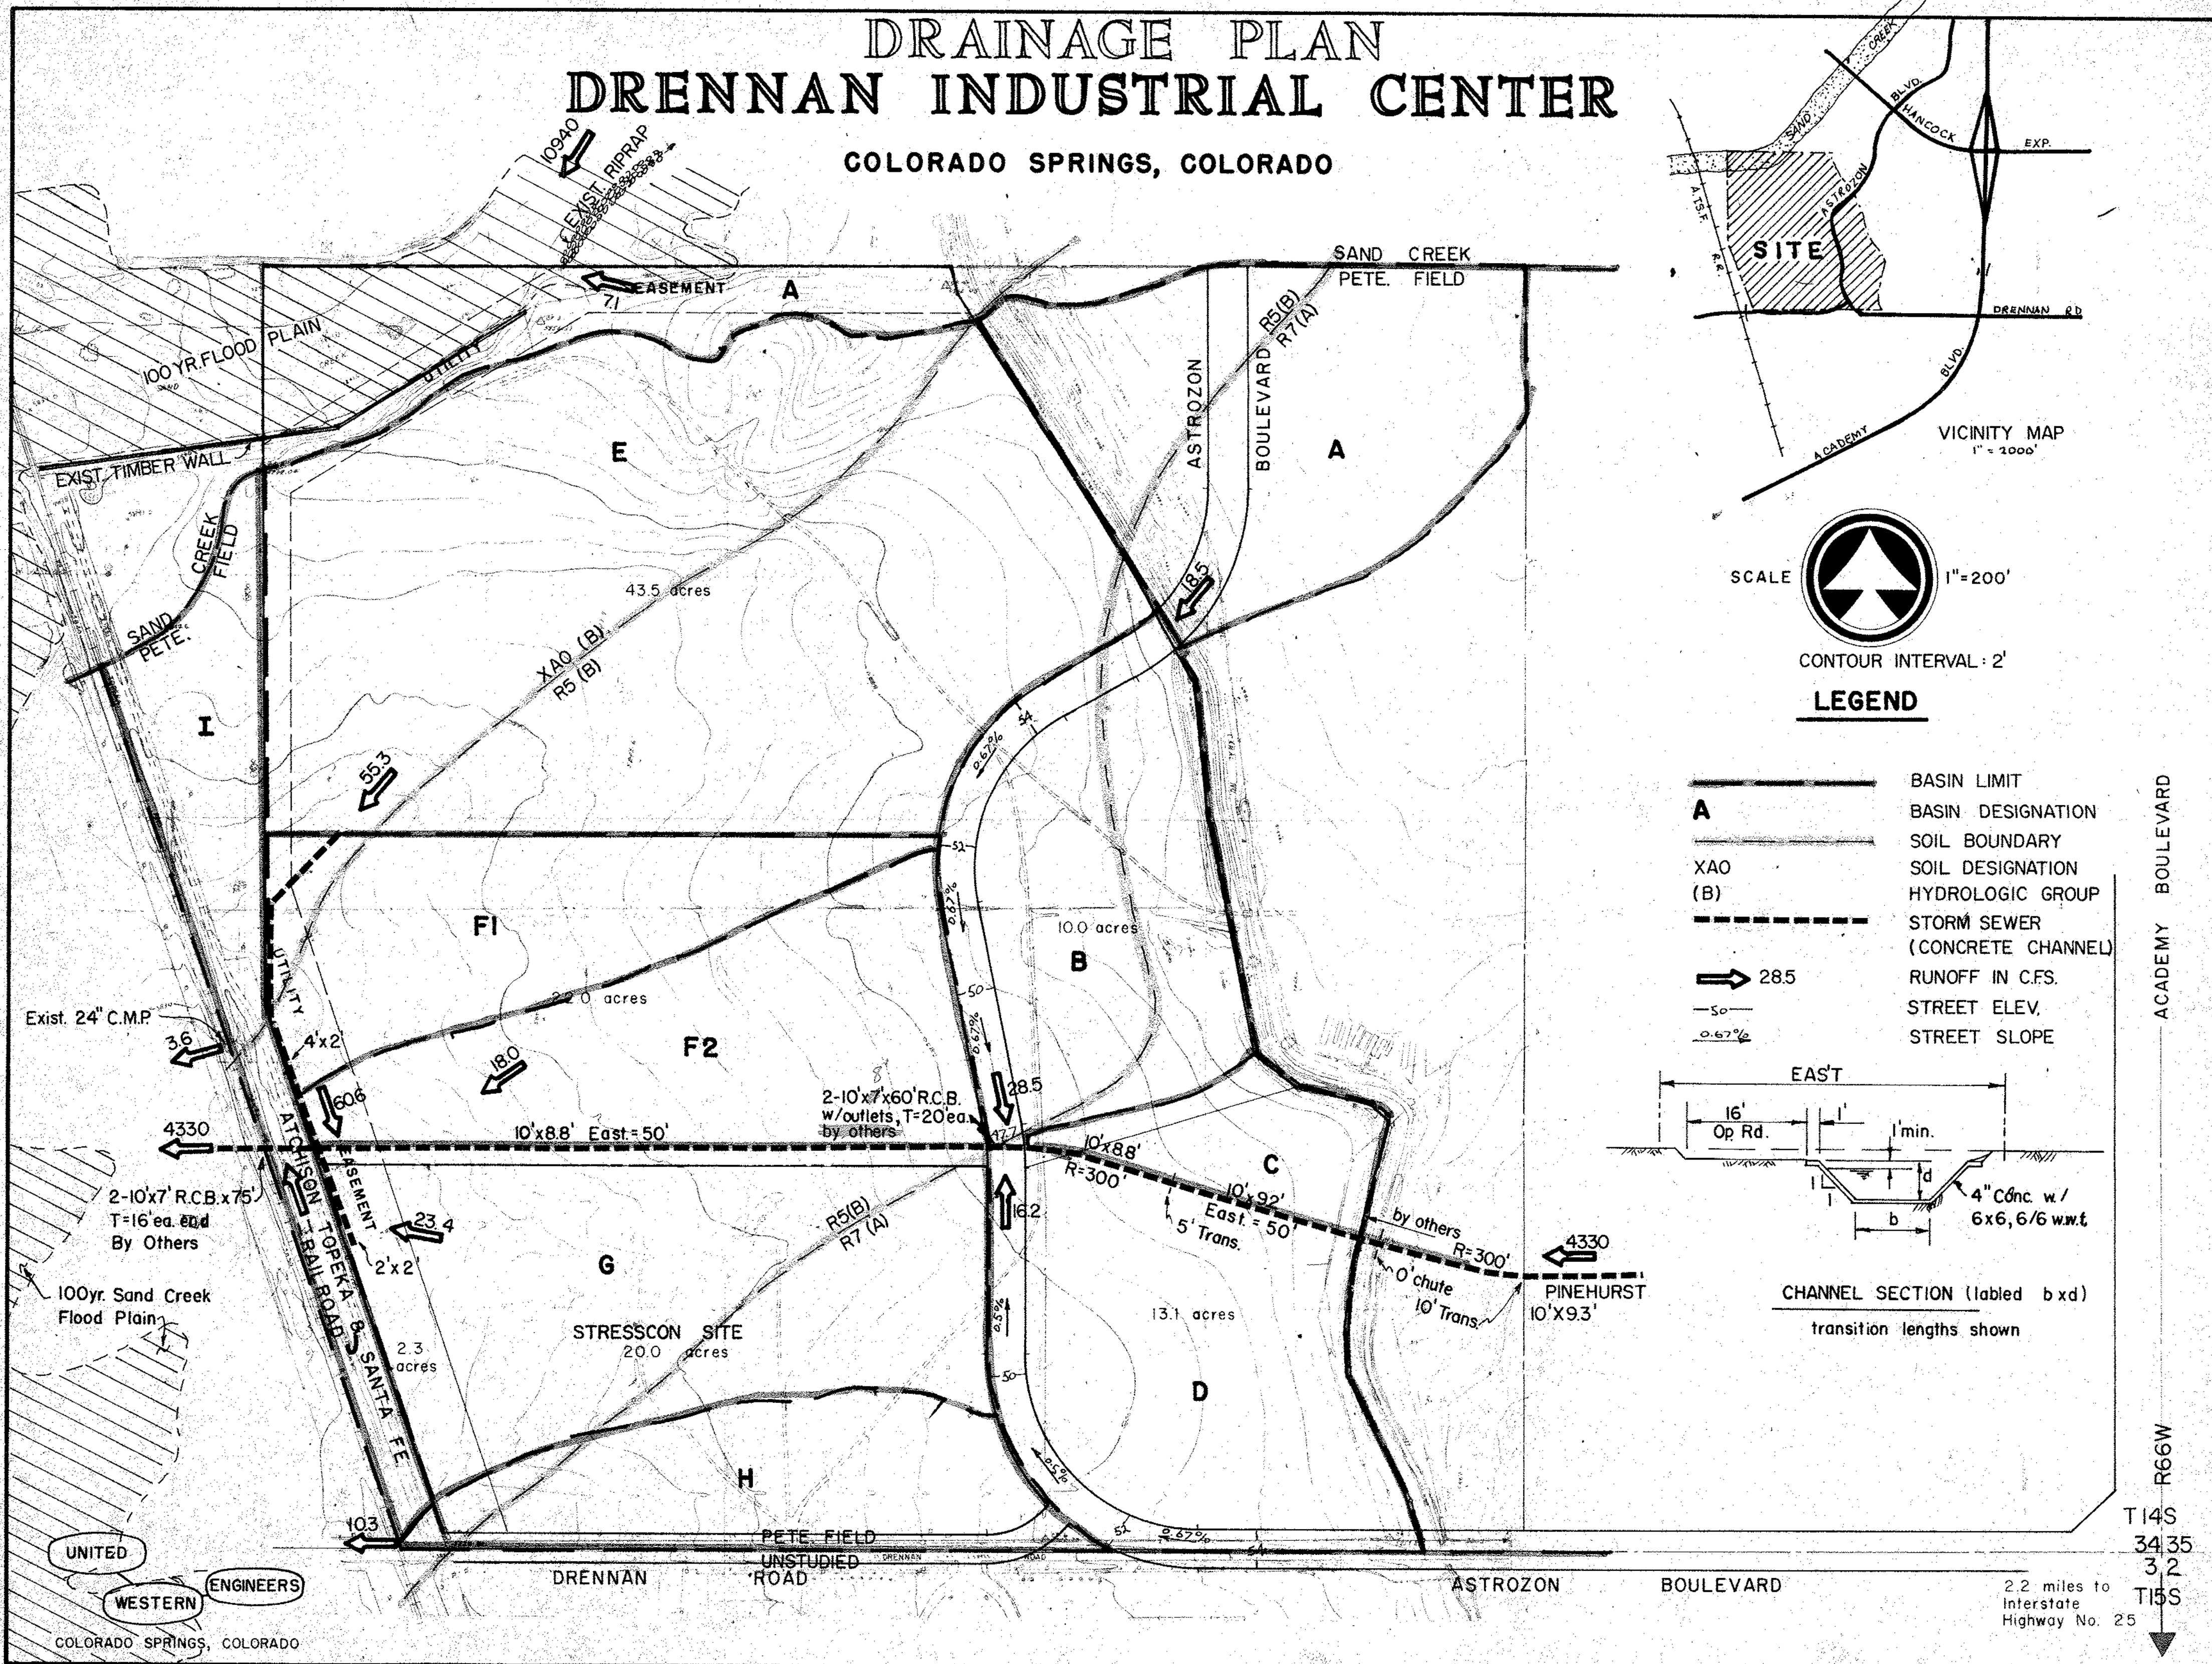 DRAINAGE PLAN
DRENNAN INDUSTRIAL CENTER
COLORADO SPRINGS, COLORADO
10940
EXIST. RIPRAP
SAND CREEK
PETE. FIELD
EASEMENT
7.1
A
100 YR. FLOOD PLAIN
SAND
CREEK
UTILITY
EXIST. TIMBER WALL
R5(B)
R7(A)
ASTROZON
BOULEVARD
E
A
CREEK
FIELD
SAND
PETE.
43.5 acres
XAO (B)
R5 (B)
18.5
I
54
0.67%
55.3
52
0.67%
F1
10.0 acres
B
UTILITY
22.0 acres
50
0.67%
Exist. 24" C.M.P.
3.6
4'x2'
F2
18.0
8
2-10'x7'x60' R.C.B.
w/outlets, T=20'ea.
by others
28.5
60.6
4330
10'x8.8' East.=50'
47.7
10'x8.8'
R=300'
C
10'x9.2'
East. = 50'
5' Trans.
by others
R=300'
4330
0' chute
10' Trans.
PINEHURST
10'X9.3'
2-10'x7' R.C.B.x75'
T=16'ea. end
By Others
ATCHISON TOPEKA & SANTA FE
RAILROAD
EASEMENT
23.4
2'x2'
R5(B)
R7 (A)
16.2
G
100yr. Sand Creek
Flood Plain
STRESSCON SITE
20.0 acres
2.3
acres
0.5%
50
13.1 acres
D
H
0.5%
10.3
PETE. FIELD
UNSTUDIED
DRENNAN
ROAD
DRENNAN ROAD
52
0.67%
54
ASTROZON BOULEVARD
UNITED
WESTERN
ENGINEERS
COLORADO SPRINGS, COLORADO
SAND
CREEK
BLVD.
HANCOCK
EXP.
A.T.S.F.
R.R.
ASTROZON
SITE
DRENNAN RD
BLVD.
ACADEMY
VICINITY MAP
1" = 2000'
SCALE
1"=200'
CONTOUR INTERVAL: 2'
LEGEND
BASIN LIMIT
A BASIN DESIGNATION
SOIL BOUNDARY
XAO SOIL DESIGNATION
(B) HYDROLOGIC GROUP
STORM SEWER
(CONCRETE CHANNEL)
28.5 RUNOFF IN C.F.S.
50 STREET ELEV.
0.67% STREET SLOPE
EAS'T
16'
Op Rd.
1'
1'min.
d
1
1
b
4" Conc. w/
6x6, 6/6 w.w.f.
CHANNEL SECTION (labled b x d)
transition lengths shown
ACADEMY BOULEVARD
R66W
T14S
34 35
3 2
T15S
2.2 miles to
Interstate
Highway No. 25